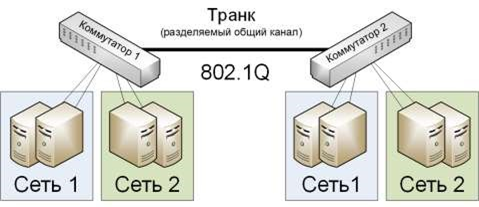 Транк
(разделяемый общий канал)
Коммутатор 1
Коммутатор 2
802.1Q
Сеть 1
Сеть 2
Сеть1
Сеть 2